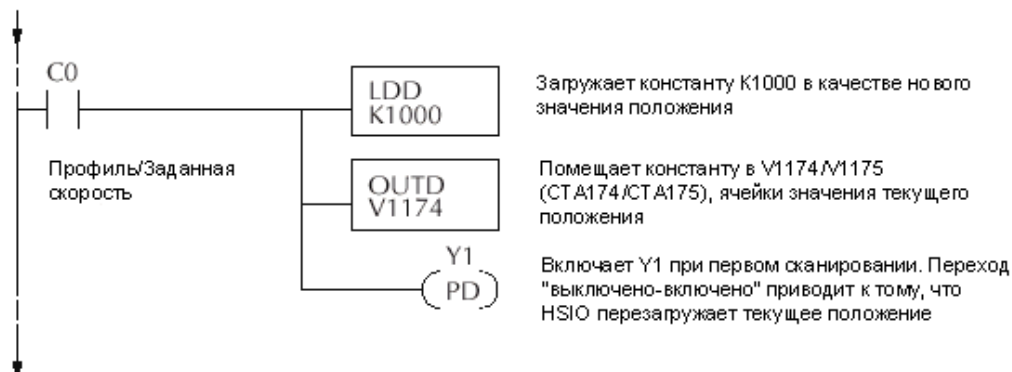 C0
LDD
K1000
Загружает константу K1000 в качестве нового
значения положения
Профиль/Заданная
скорость
OUTD
V1174
Помещает константу в V1174/V1175
(CTA174/CTA175), ячейки значения текущего
положения
Y1
PD
Включает Y1 при первом сканировании. Переход
"выключено-включено" приводит к тому, что
HSIO перезагружает текущее положение